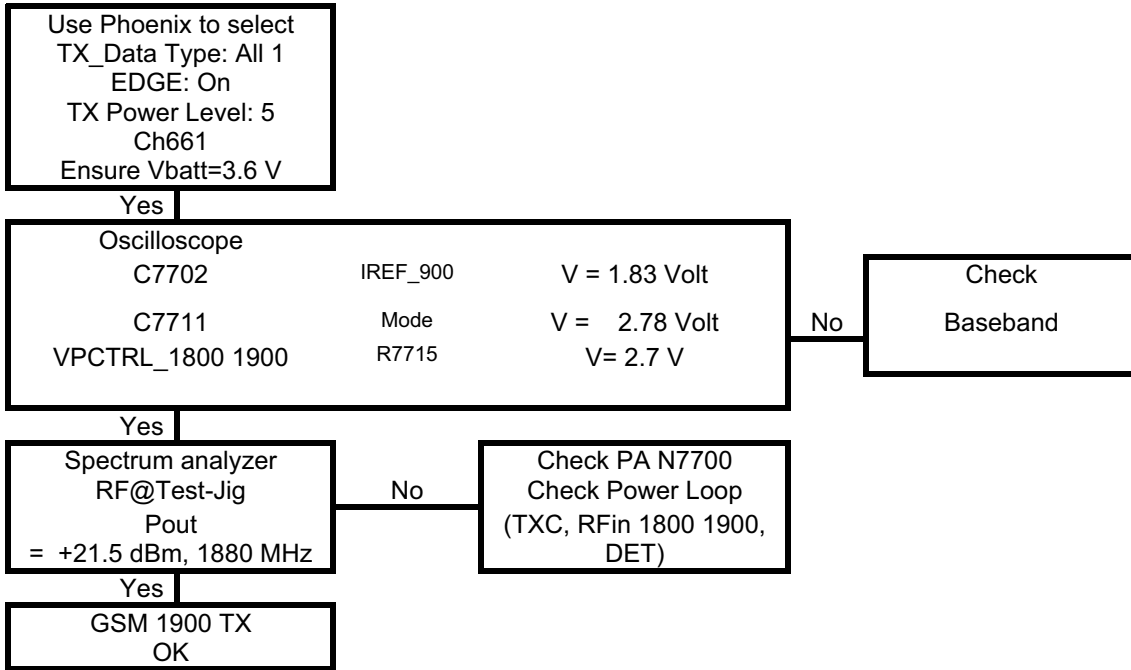 Use Phoenix to select
TX_Data Type: All 1
EDGE: On
TX Power Level: 5
Ch661
Ensure Vbatt=3.6 V
Yes
Oscilloscope
C7702 IREF_900 V = 1.83 Volt
C7711 Mode V = 2.78 Volt
VPCTRL_1800 1900 R7715 V= 2.7 V
No
Check
Baseband
Yes
Spectrum analyzer
RF@Test-Jig
Pout
= +21.5 dBm, 1880 MHz
No
Check PA N7700
Check Power Loop
(TXC, RFin 1800 1900,
DET)
Yes
GSM 1900 TX
OK